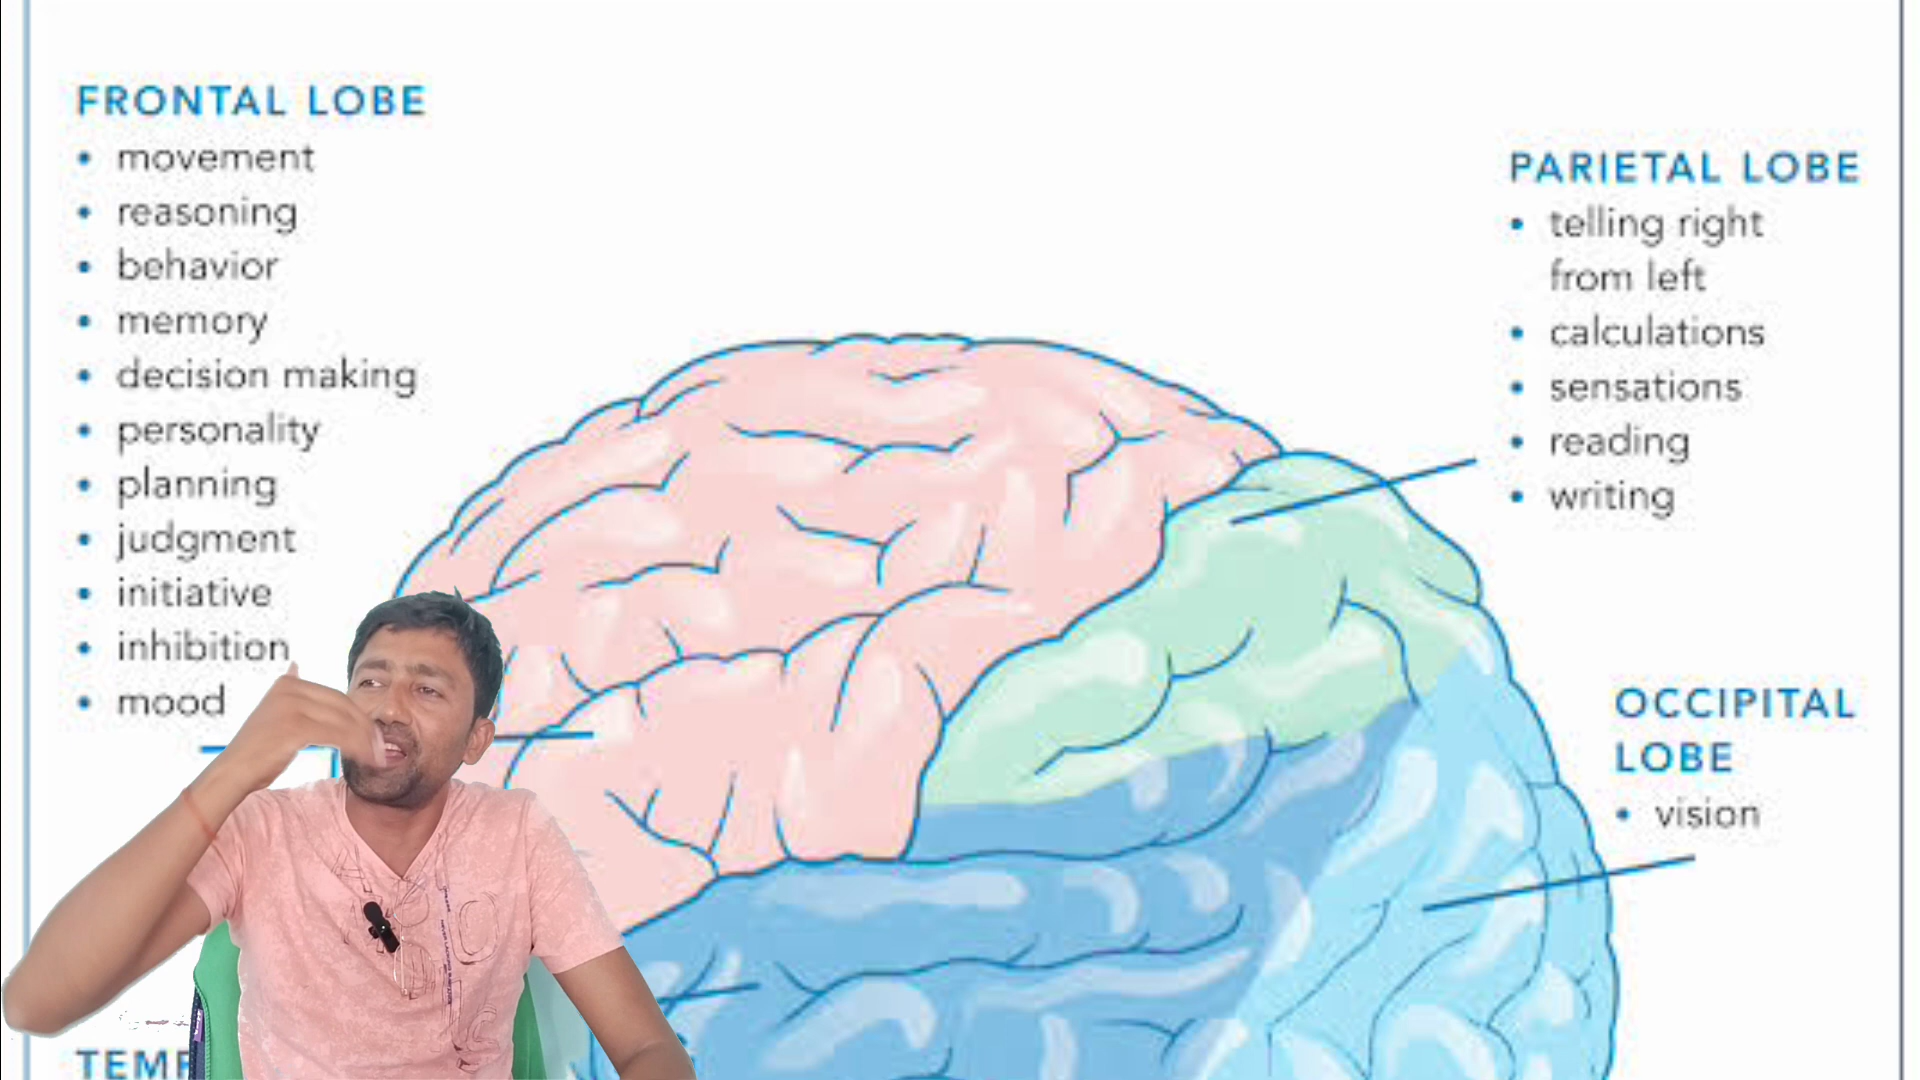 FRONTAL LOBE
• movement
• reasoning
• behavior
• memory
• decision making
• personality
• planning
• judgment
• initiative
• inhibition
• mood
PARIETAL LOBE
• telling right
from left
• calculations
• sensations
• reading
• writing
OCCIPITAL
LOBE
• vision
TEMP